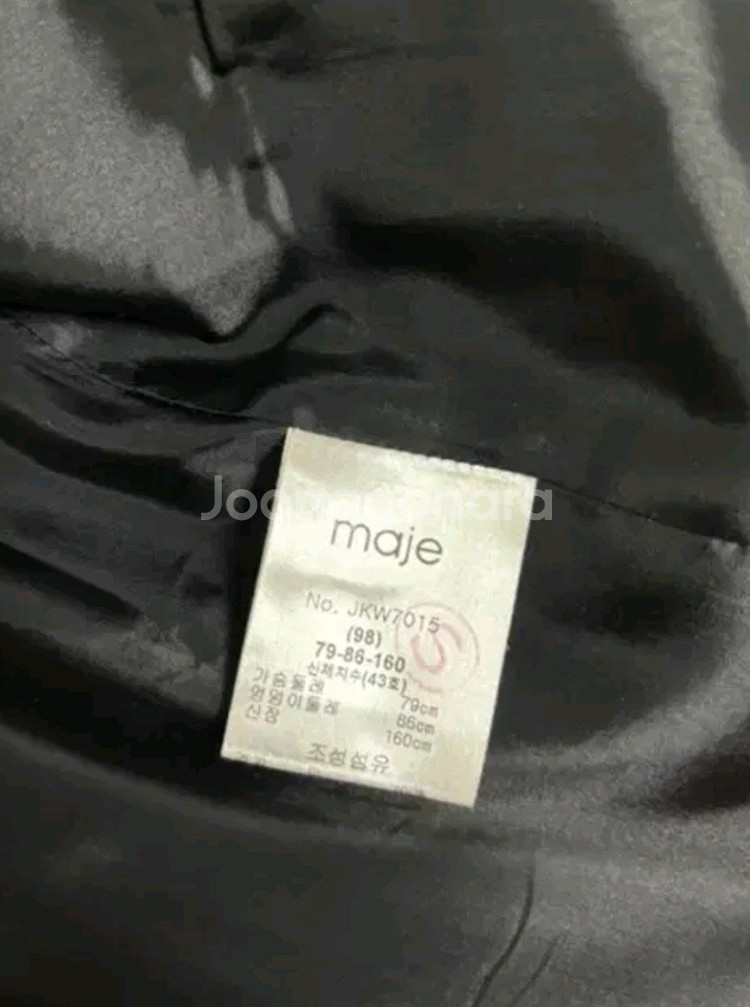 Joonggonara
maje
No. JKW7015
(98)
79-86-160
신체치수(43호)
가슴둘레 79cm
엉덩이둘레 86cm
신장 160cm
조성섬유